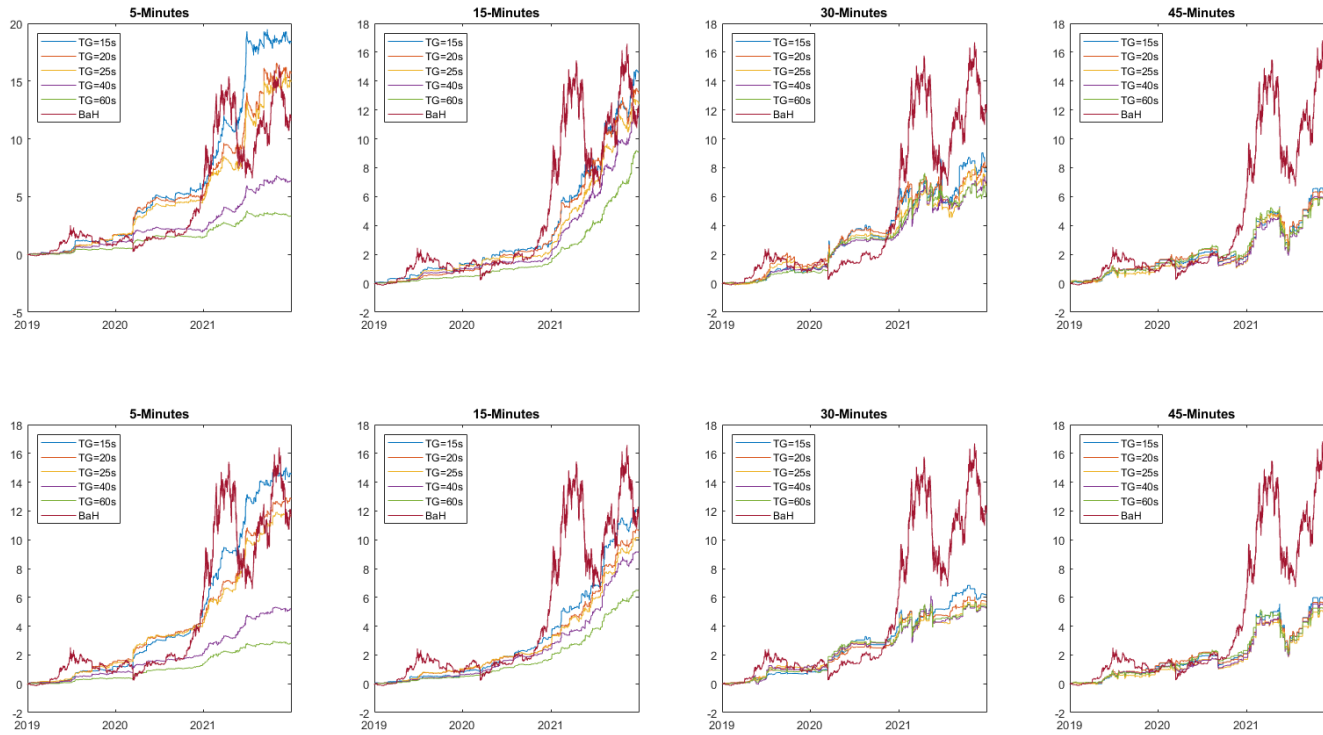 5-Minutes
20
15
10
5
0
-5
2019
2020
2021
TG=15s
TG=20s
TG=25s
TG=40s
TG=60s
BaH
15-Minutes
18
16
14
12
10
8
6
4
2
0
-2
2019
2020
2021
TG=15s
TG=20s
TG=25s
TG=40s
TG=60s
BaH
30-Minutes
18
16
14
12
10
8
6
4
2
0
-2
2019
2020
2021
TG=15s
TG=20s
TG=25s
TG=40s
TG=60s
BaH
45-Minutes
18
16
14
12
10
8
6
4
2
0
-2
2019
2020
2021
TG=15s
TG=20s
TG=25s
TG=40s
TG=60s
BaH
5-Minutes
18
16
14
12
10
8
6
4
2
0
-2
2019
2020
2021
TG=15s
TG=20s
TG=25s
TG=40s
TG=60s
BaH
15-Minutes
18
16
14
12
10
8
6
4
2
0
-2
2019
2020
2021
TG=15s
TG=20s
TG=25s
TG=40s
TG=60s
BaH
30-Minutes
18
16
14
12
10
8
6
4
2
0
-2
2019
2020
2021
TG=15s
TG=20s
TG=25s
TG=40s
TG=60s
BaH
45-Minutes
18
16
14
12
10
8
6
4
2
0
-2
2019
2020
2021
TG=15s
TG=20s
TG=25s
TG=40s
TG=60s
BaH